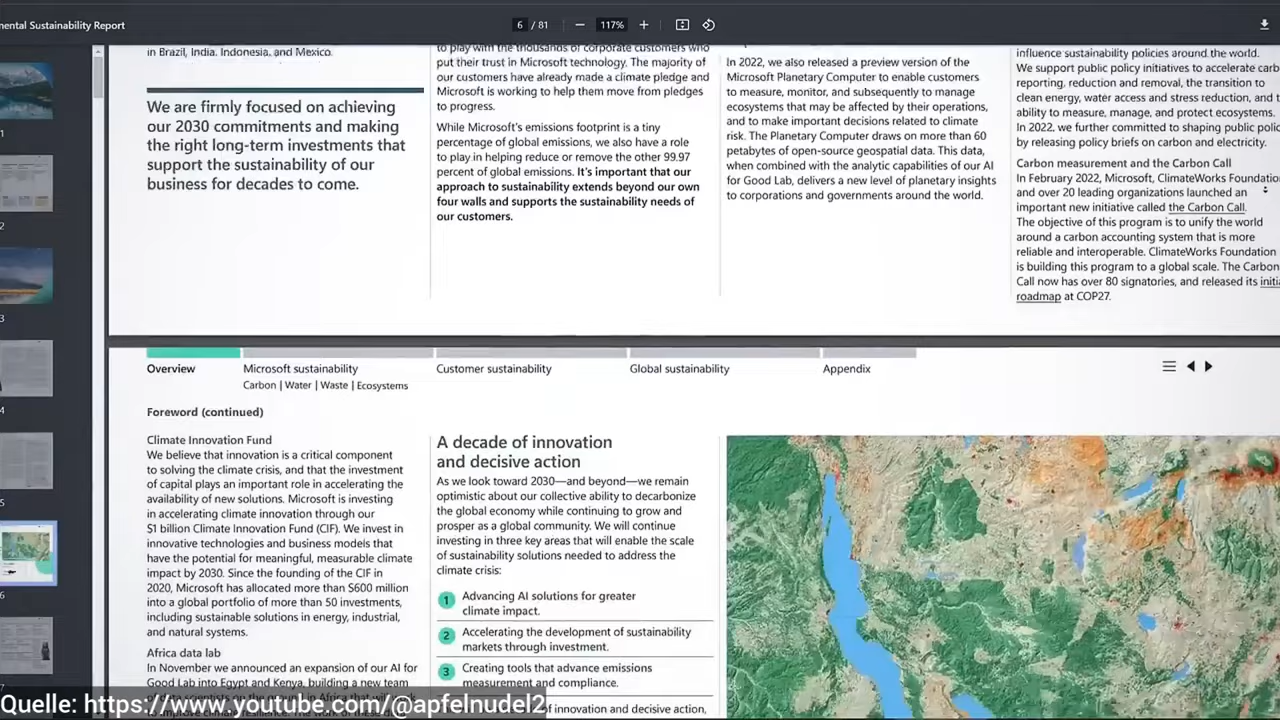 mental Sustainability Report
6 / 81
117%
in Brazil, India, Indonesia, and Mexico.
We are firmly focused on achieving
our 2030 commitments and making
the right long-term investments that
support the sustainability of our
business for decades to come.
to play with the thousands of corporate customers who
put their trust in Microsoft technology. The majority of
our customers have already made a climate pledge and
Microsoft is working to help them move from pledges
to progress.
While Microsoft's emissions footprint is a tiny
percentage of global emissions, we also have a role
to play in helping reduce or remove the other 99.97
percent of global emissions. It's important that our
approach to sustainability extends beyond our own
four walls and supports the sustainability needs of
our customers.
In 2022, we also released a preview version of the
Microsoft Planetary Computer to enable customers
to measure, monitor, and subsequently to manage
ecosystems that may be affected by their operations,
and to make important decisions related to climate
risk. The Planetary Computer draws on more than 60
petabytes of open-source geospatial data. This data,
when combined with the analytic capabilities of our AI
for Good Lab, delivers a new level of planetary insights
to corporations and governments around the world.
influence sustainability policies around the world.
We support public policy initiatives to accelerate carb
reporting, reduction and removal, the transition to
clean energy, water access and stress reduction, and t
ability to measure, manage, and protect ecosystems.
In 2022, we further committed to shaping public polic
by releasing policy briefs on carbon and electricity.
Carbon measurement and the Carbon Call
In February 2022, Microsoft, ClimateWorks Foundatio
and over 20 leading organizations launched an
important new initiative called the Carbon Call.
The objective of this program is to unify the world
around a carbon accounting system that is more
reliable and interoperable. ClimateWorks Foundation
is building this program to a global scale. The Carbon
Call now has over 80 signatories, and released its initia
roadmap at COP27.
Overview
Microsoft sustainability
Customer sustainability
Global sustainability
Appendix
Carbon | Water | Waste | Ecosystems
Foreword (continued)
Climate Innovation Fund
We believe that innovation is a critical component
to solving the climate crisis, and that the investment
of capital plays an important role in accelerating the
availability of new solutions. Microsoft is investing
in accelerating climate innovation through our
$1 billion Climate Innovation Fund (CIF). We invest in
innovative technologies and business models that
have the potential for meaningful, measurable climate
impact by 2030. Since the founding of the CIF in
2020, Microsoft has allocated more than $600 million
into a global portfolio of more than 50 investments,
including sustainable solutions in energy, industrial,
and natural systems.
Africa data lab
In November we announced an expansion of our AI for
Good Lab into Egypt and Kenya, building a new team
A decade of innovation
and decisive action
As we look toward 2030—and beyond—we remain
optimistic about our collective ability to decarbonize
the global economy while continuing to grow and
prosper as a global community. We will continue
investing in three key areas that will enable the scale
of sustainability solutions needed to address the
climate crisis:
1 Advancing AI solutions for greater
climate impact.
2 Accelerating the development of sustainability
markets through investment.
3 Creating tools that advance emissions
measurement and compliance.
of innovation and decisive action,
1
2
3
4
5
6
7
Quelle: https://www.youtube.com/@apfelnudel2